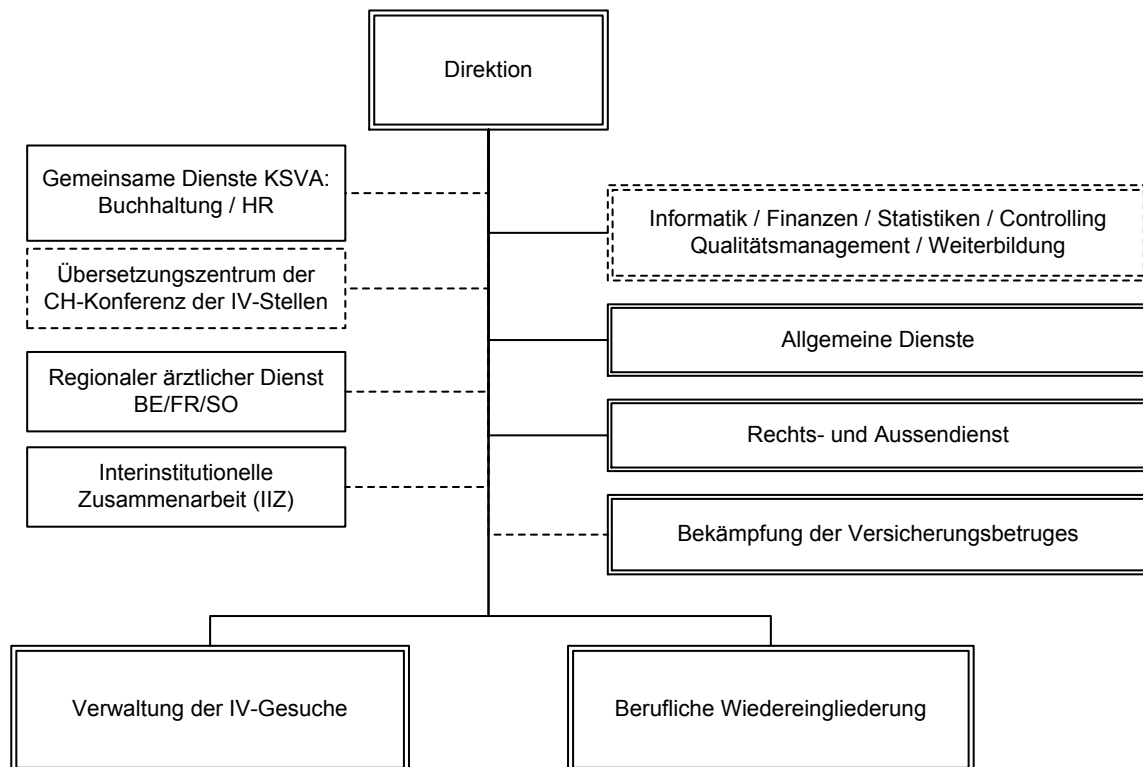 Direktion
Gemeinsame Dienste KSVA:
Buchhaltung / HR
Informatik / Finanzen / Statistiken / Controlling
Qualitätsmanagement / Weiterbildung
Übersetzungszentrum der
CH-Konferenz der IV-Stellen
Allgemeine Dienste
Regionaler ärztlicher Dienst
BE/FR/SO
Rechts- und Aussendienst
Interinstitutionelle
Zusammenarbeit (IIZ)
Bekämpfung der Versicherungsbetruges
Verwaltung der IV-Gesuche
Berufliche Wiedereingliederung